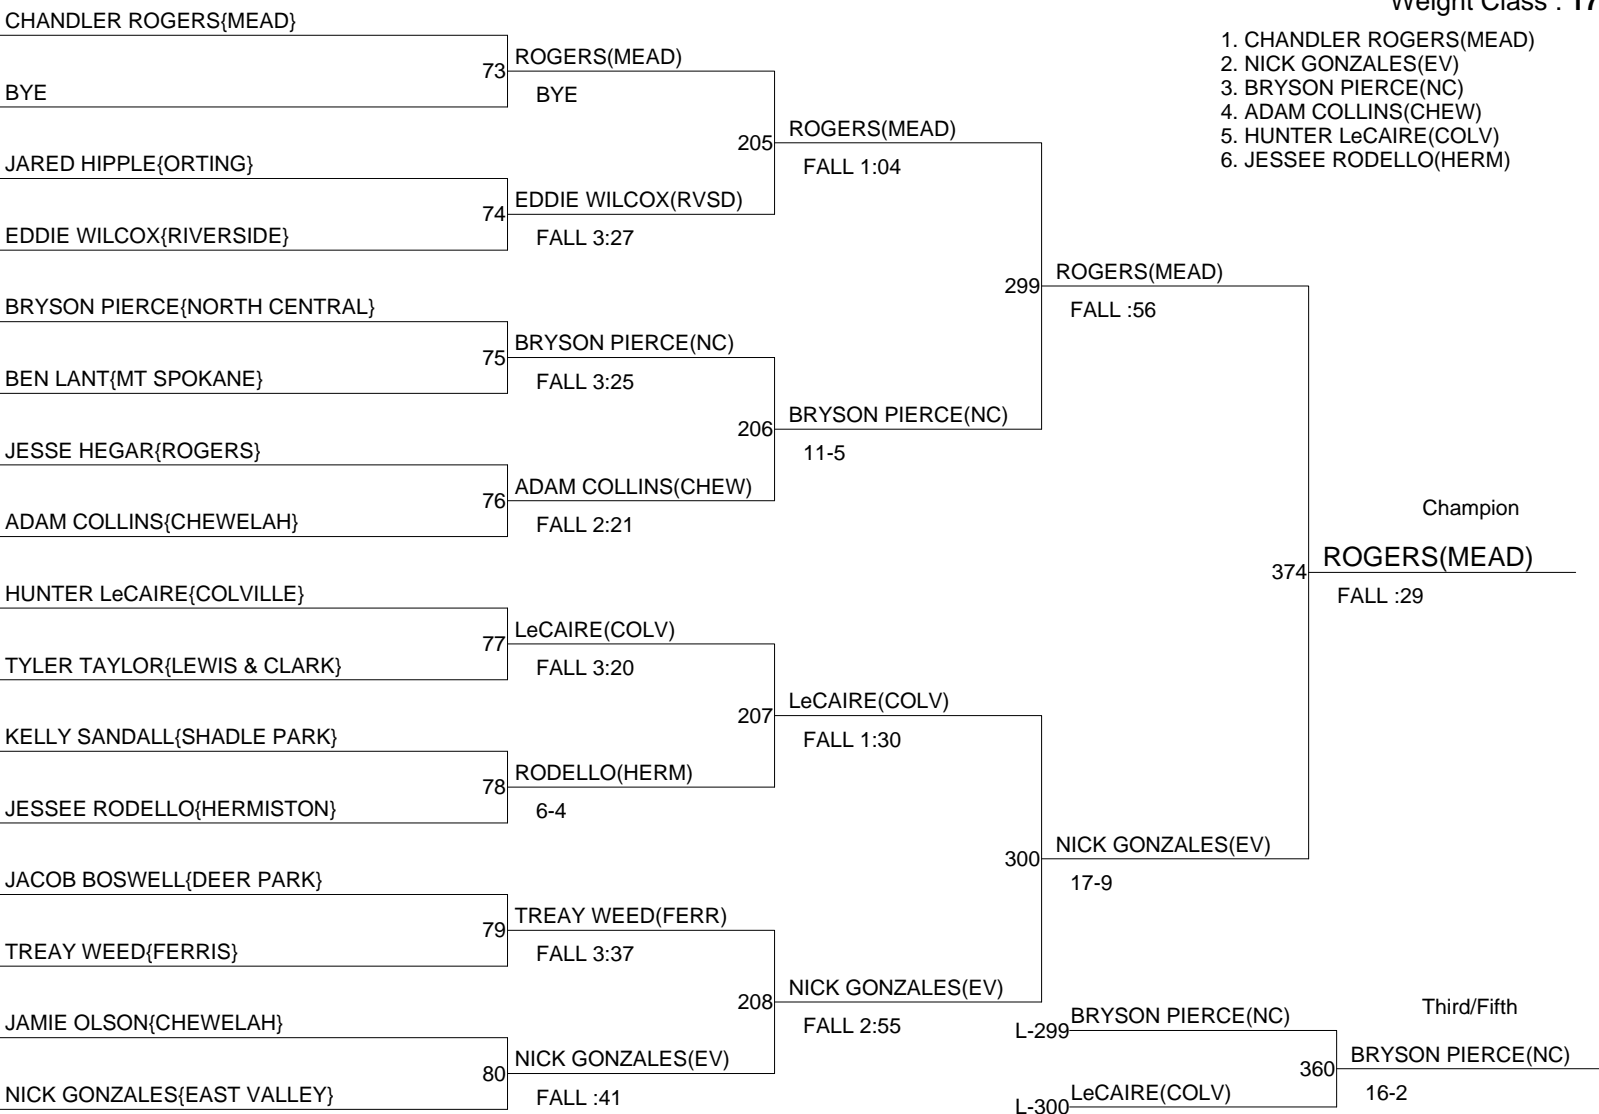 Weight Class : 17
1. CHANDLER ROGERS(MEAD)
2. NICK GONZALES(EV)
3. BRYSON PIERCE(NC)
4. ADAM COLLINS(CHEW)
5. HUNTER LeCAIRE(COLV)
6. JESSEE RODELLO(HERM)
CHANDLER ROGERS{MEAD}
BYE
JARED HIPPLE{ORTING}
EDDIE WILCOX{RIVERSIDE}
BRYSON PIERCE{NORTH CENTRAL}
BEN LANT{MT SPOKANE}
JESSE HEGAR{ROGERS}
ADAM COLLINS{CHEWELAH}
HUNTER LeCAIRE{COLVILLE}
TYLER TAYLOR{LEWIS & CLARK}
KELLY SANDALL{SHADLE PARK}
JESSEE RODELLO{HERMISTON}
JACOB BOSWELL{DEER PARK}
TREAY WEED{FERRIS}
JAMIE OLSON{CHEWELAH}
NICK GONZALES{EAST VALLEY}
73 ROGERS(MEAD)
BYE
74 EDDIE WILCOX(RVSD)
FALL 3:27
75 BRYSON PIERCE(NC)
FALL 3:25
76 ADAM COLLINS(CHEW)
FALL 2:21
77 LeCAIRE(COLV)
FALL 3:20
78 RODELLO(HERM)
6-4
79 TREAY WEED(FERR)
FALL 3:37
80 NICK GONZALES(EV)
FALL :41
205 ROGERS(MEAD)
FALL 1:04
206 BRYSON PIERCE(NC)
11-5
207 LeCAIRE(COLV)
FALL 1:30
208 NICK GONZALES(EV)
FALL 2:55
299 ROGERS(MEAD)
FALL :56
300 NICK GONZALES(EV)
17-9
Champion
374 ROGERS(MEAD)
FALL :29
Third/Fifth
L-299 BRYSON PIERCE(NC)
L-300 LeCAIRE(COLV)
360 BRYSON PIERCE(NC)
16-2